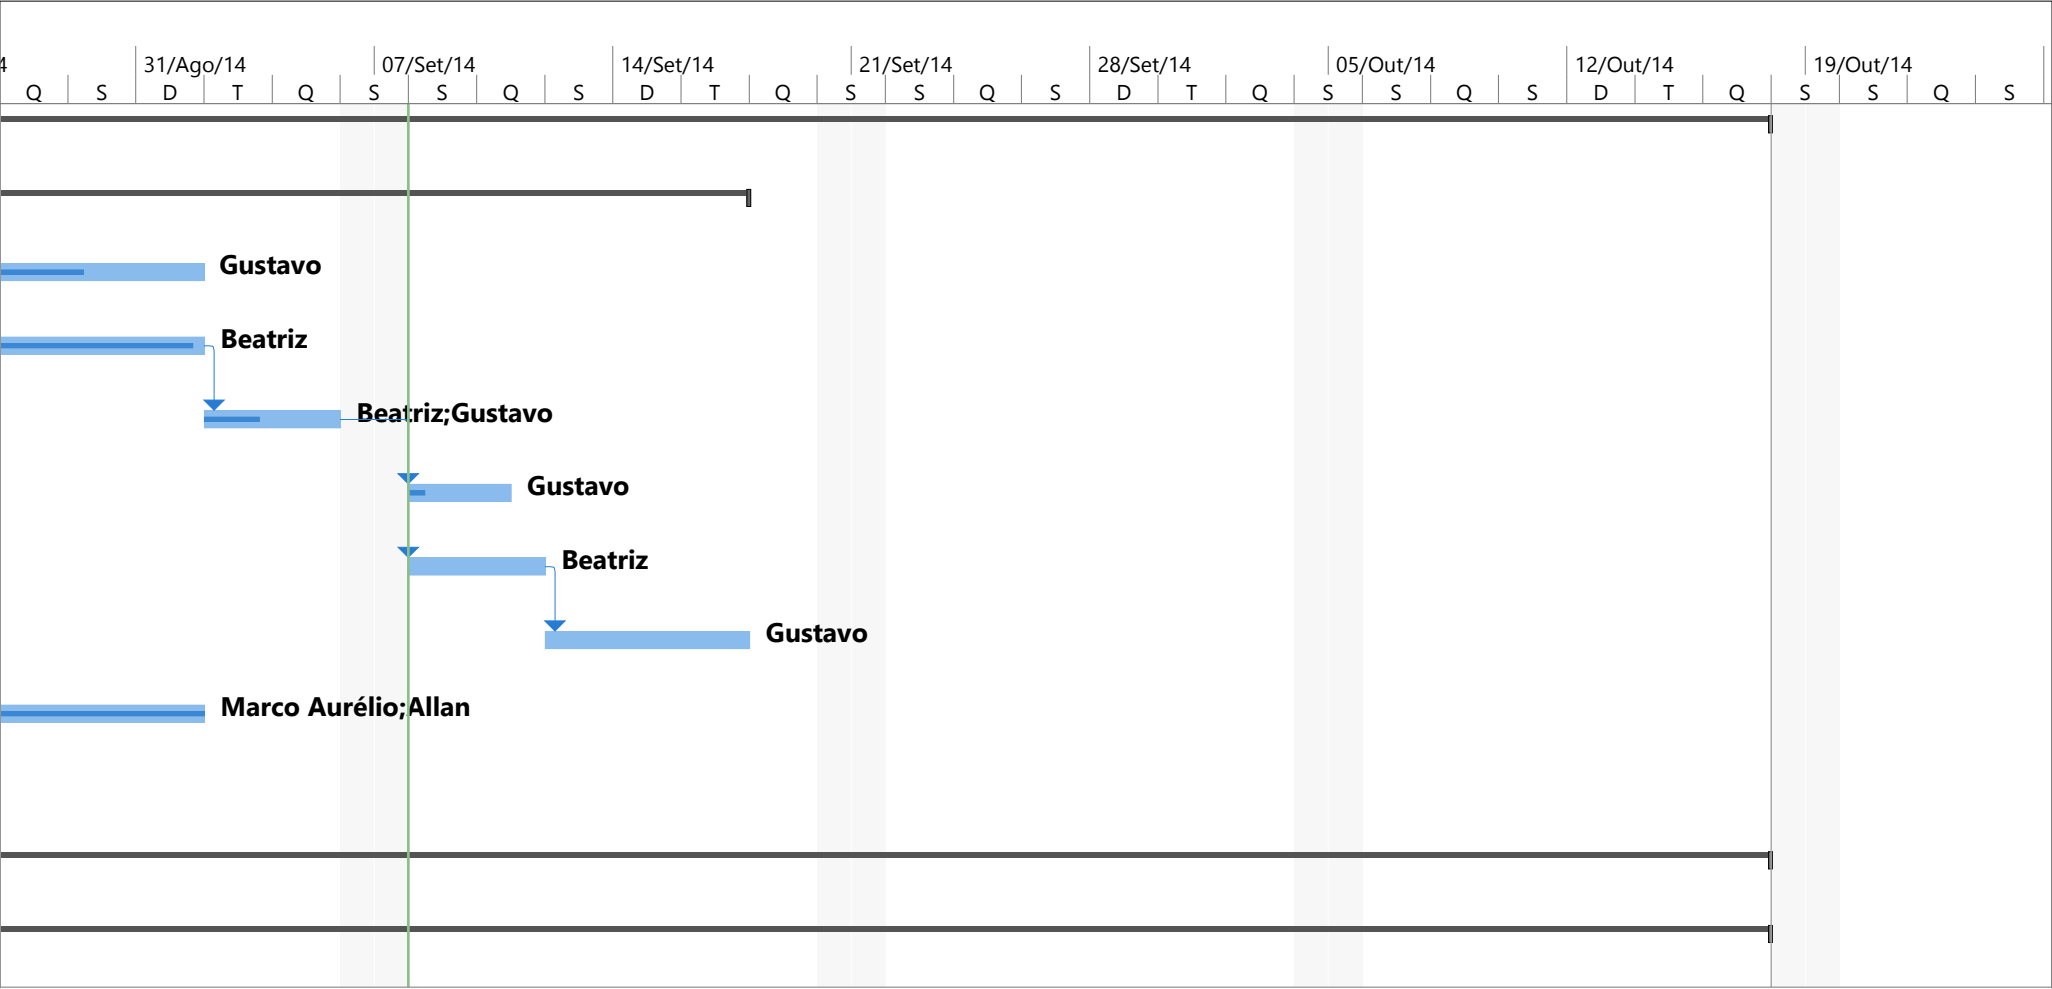 4 31/Ago/14 07/Set/14 14/Set/14 21/Set/14 28/Set/14 05/Out/14 12/Out/14 19/Out/14
Q S D T Q S S Q S D T Q S S Q S D T Q S S Q S D T Q S S Q S
Gustavo
Beatriz
Beatriz;Gustavo
Gustavo
Beatriz
Gustavo
Marco Aurélio;Allan